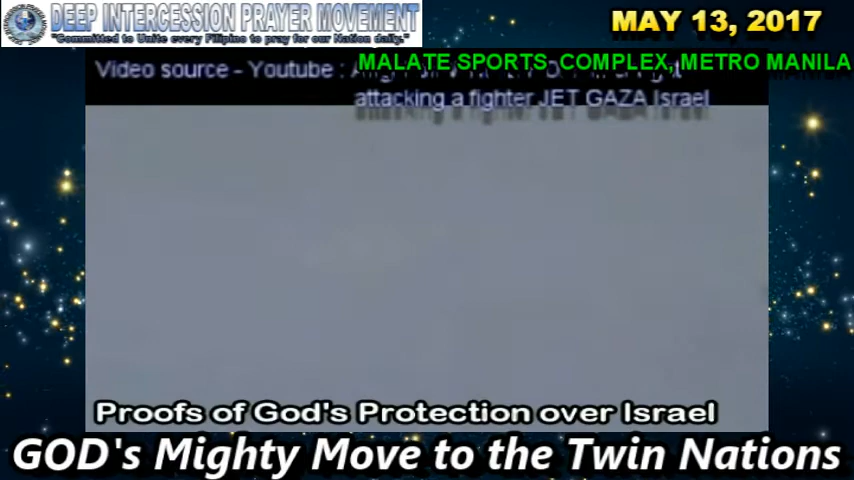 DEEP INTERCESSION PRAYER MOVEMENT
"Committed to Unite every Filipino to pray for our Nation daily."
MAY 13, 2017
MALATE SPORTS COMPLEX, METRO MANILA
Video source - Youtube :
attacking a fighter JET GAZA Israel
Proofs of God's Protection over Israel
GOD's Mighty Move to the Twin Nations